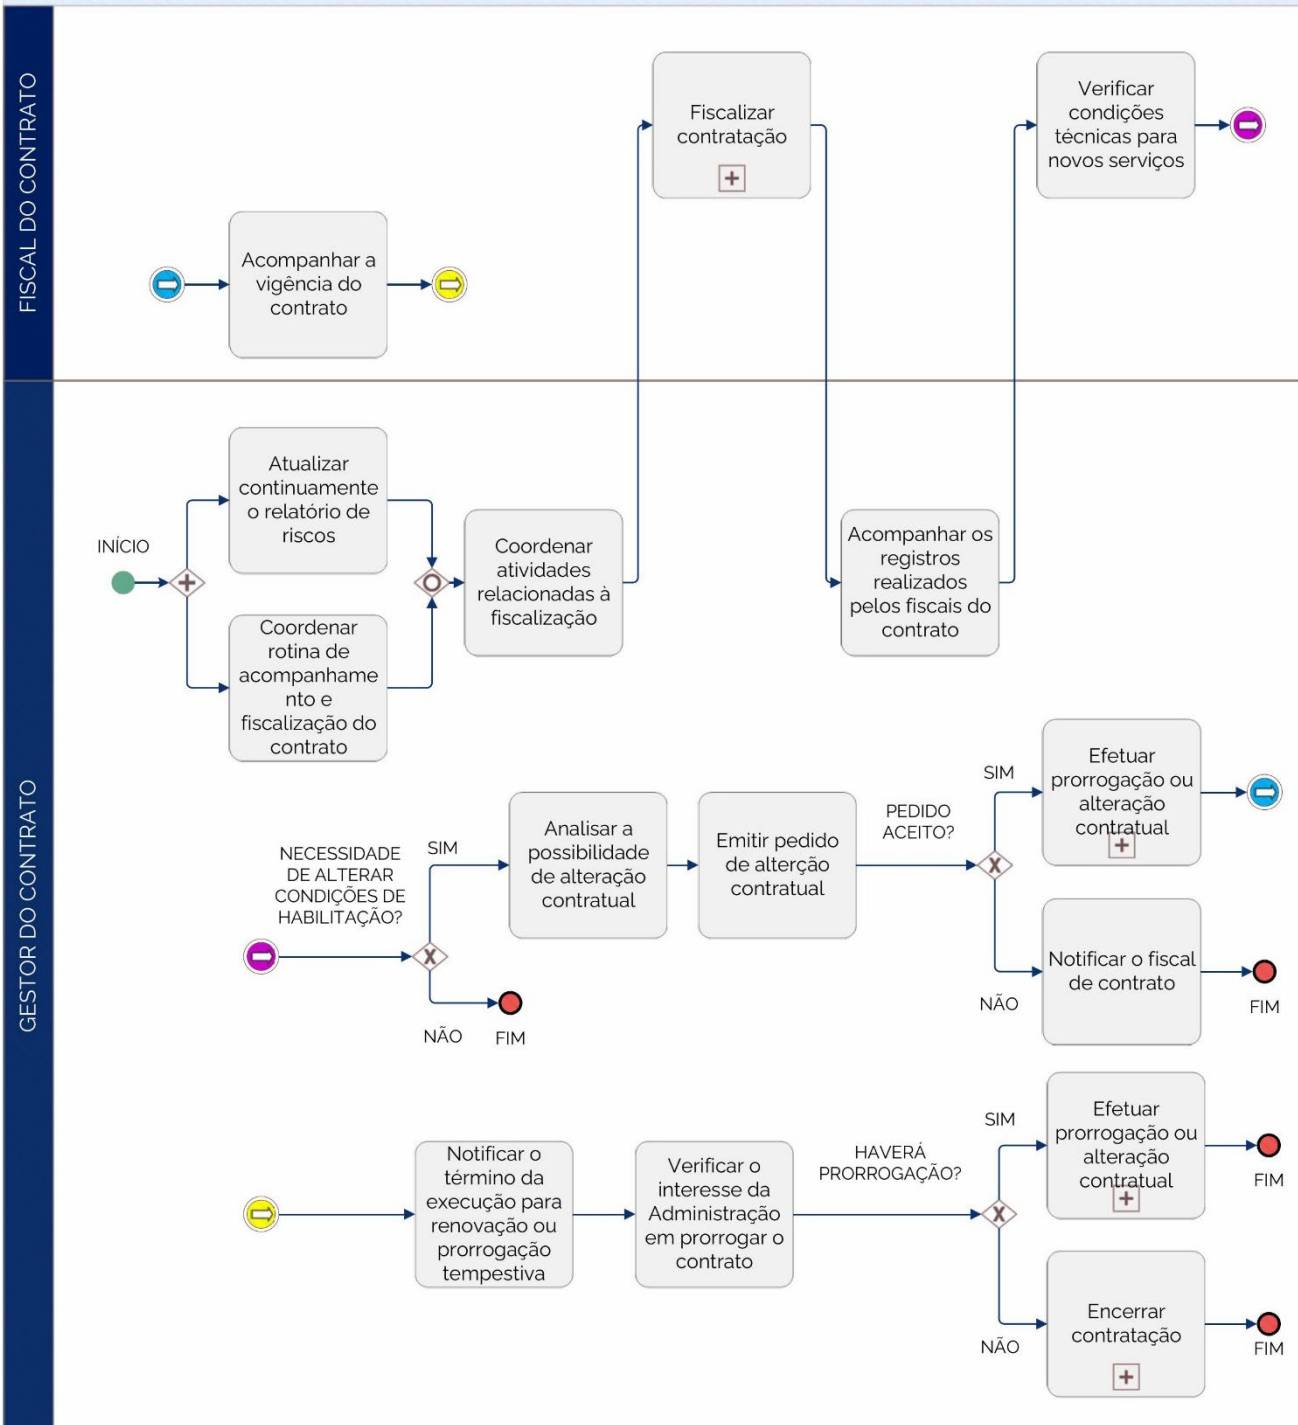 FISCAL DO CONTRATO
Fiscalizar
contratação
Verificar
condições
técnicas para
novos serviços
Acompanhar a
vigência do
contrato
GESTOR DO CONTRATO
INÍCIO
Atualizar
continuamente
o relatório de
riscos
Coordenar
rotina de
acompanhame
nto e
fiscalização do
contrato
Coordenar
atividades
relacionadas à
fiscalização
Acompanhar os
registros
realizados
pelos fiscais do
contrato
NECESSIDADE
DE ALTERAR
CONDIÇÕES DE
HABILITAÇÃO?
SIM
NÃO
FIM
Analisar a
possibilidade
de alteração
contratual
Emitir pedido
de alterção
contratual
PEDIDO
ACEITO?
SIM
Efetuar
prorrogação ou
alteração
contratual
NÃO
Notificar o fiscal
de contrato
FIM
Notificar o
término da
execução para
renovação ou
prorrogação
tempestiva
Verificar o
interesse da
Administração
em prorrogar o
contrato
HAVERÁ
PRORROGAÇÃO?
SIM
Efetuar
prorrogação ou
alteração
contratual
FIM
NÃO
Encerrar
contratação
FIM